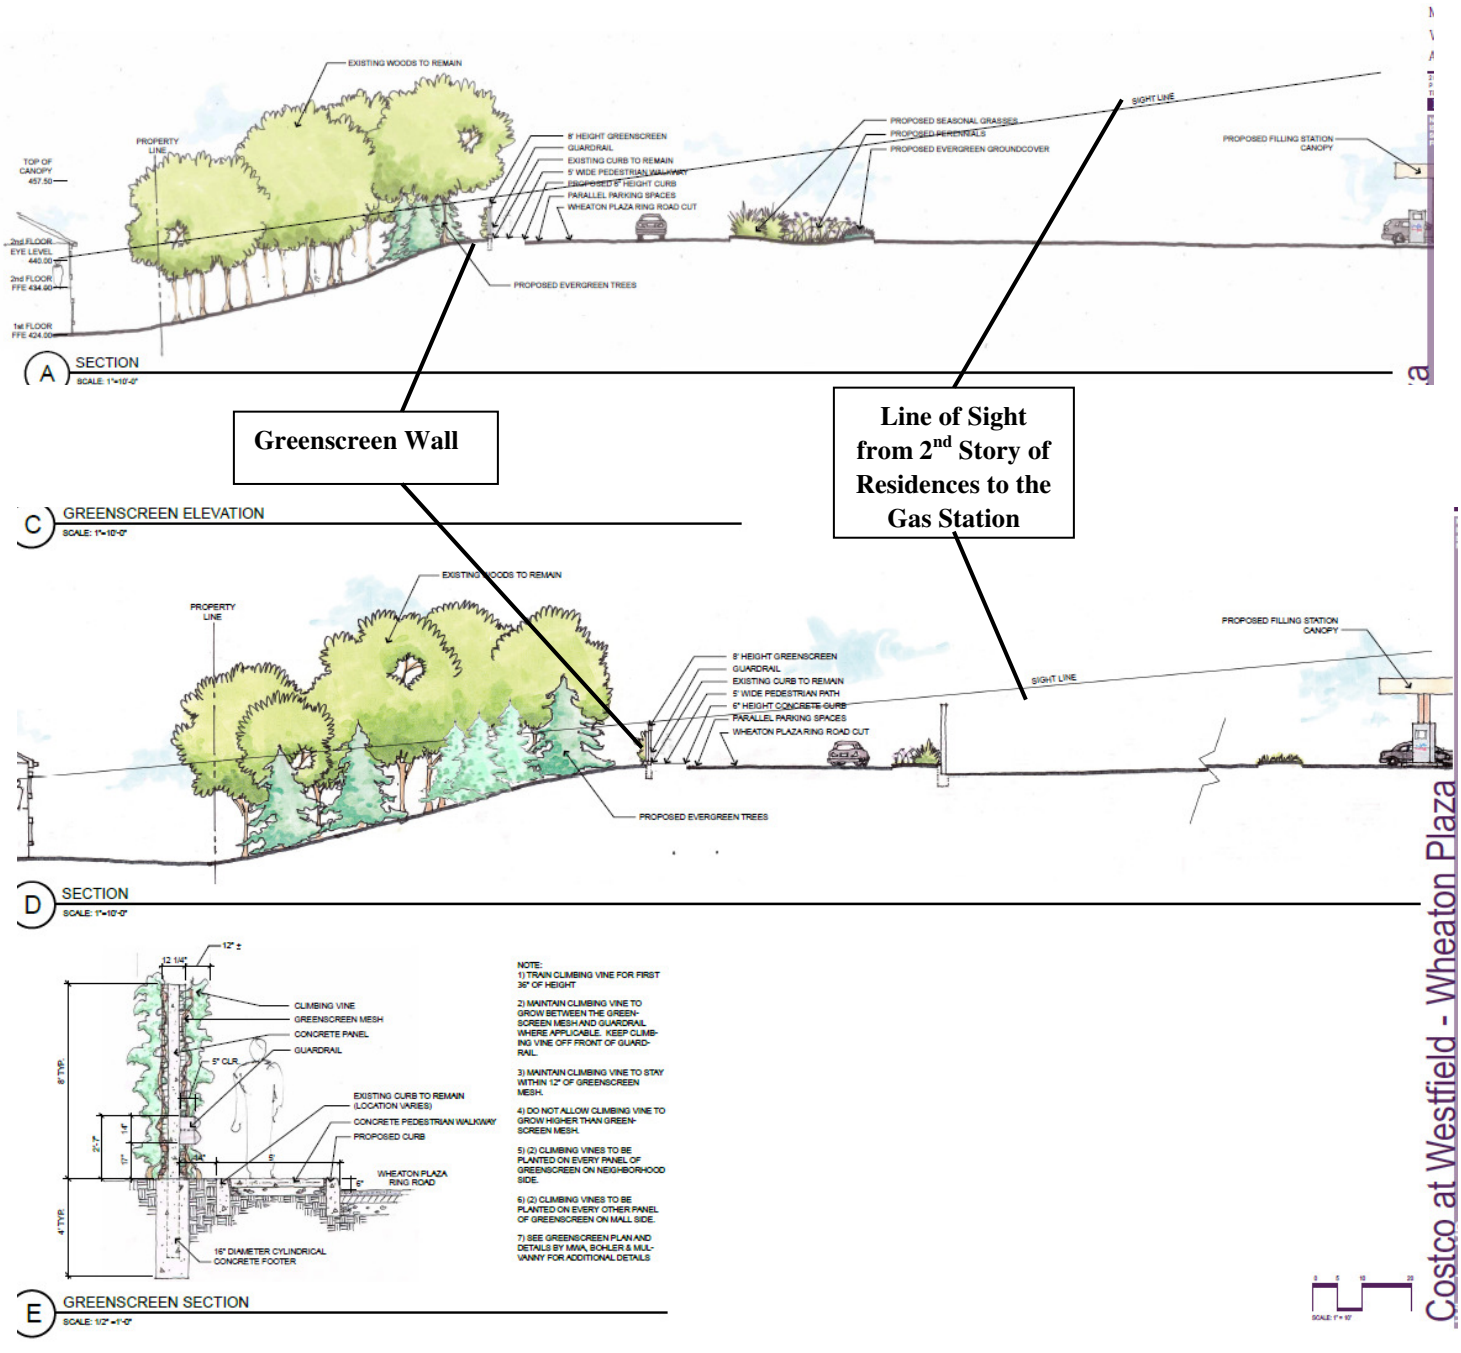 EXISTING WOODS TO REMAIN
PROPERTY
LINE
TOP OF
CANOPY
457.50
2nd FLOOR
EYE LEVEL
440.00
2nd FLOOR
FFE 434.00
1st FLOOR
FFE 424.00
8' HEIGHT GREENSCREEN
GUARDRAIL
EXISTING CURB TO REMAIN
5' WIDE PEDESTRIAN WALKWAY
PROPOSED 6" HEIGHT CURB
PARALLEL PARKING SPACES
WHEATON PLAZA RING ROAD CUT
PROPOSED EVERGREEN TREES
PROPOSED SEASONAL GRASSES
PROPOSED PERENNIALS
PROPOSED EVERGREEN GROUNDCOVER
SIGHT LINE
PROPOSED FILLING STATION
CANOPY
A
SECTION
SCALE: 1"=10'-0"
Greenscreen Wall
Line of Sight
from 2nd Story of
Residences to the
Gas Station
C
GREENSCREEN ELEVATION
SCALE: 1"=10'-0"
EXISTING WOODS TO REMAIN
PROPERTY
LINE
8' HEIGHT GREENSCREEN
GUARDRAIL
EXISTING CURB TO REMAIN
5' WIDE PEDESTRIAN PATH
6" HEIGHT CONCRETE CURB
PARALLEL PARKING SPACES
WHEATON PLAZA RING ROAD CUT
PROPOSED EVERGREEN TREES
SIGHT LINE
PROPOSED FILLING STATION
CANOPY
D
SECTION
SCALE: 1"=10'-0"
12" ±
12 1/4"
CLIMBING VINE
GREENSCREEN MESH
CONCRETE PANEL
GUARDRAIL
5" CLR.
8' TYP.
2'-7"
14"
17"
14"
5'
6"
4' TYP.
EXISTING CURB TO REMAIN
(LOCATION VARIES)
CONCRETE PEDESTRIAN WALKWAY
PROPOSED CURB
WHEATON PLAZA
RING ROAD
16" DIAMETER CYLINDRICAL
CONCRETE FOOTER
NOTE:
1) TRAIN CLIMBING VINE FOR FIRST
36" OF HEIGHT
2) MAINTAIN CLIMBING VINE TO
GROW BETWEEN THE GREEN-
SCREEN MESH AND GUARDRAIL
WHERE APPLICABLE. KEEP CLIMB-
ING VINE OFF FRONT OF GUARD-
RAIL.
3) MAINTAIN CLIMBING VINE TO STAY
WITHIN 12" OF GREENSCREEN
MESH.
4) DO NOT ALLOW CLIMBING VINE TO
GROW HIGHER THAN GREEN-
SCREEN MESH.
5) (2) CLIMBING VINES TO BE
PLANTED ON EVERY PANEL OF
GREENSCREEN ON NEIGHBORHOOD
SIDE.
6) (2) CLIMBING VINES TO BE
PLANTED ON EVERY OTHER PANEL
OF GREENSCREEN ON MALL SIDE.
7) SEE GREENSCREEN PLAN AND
DETAILS BY MWA, BOHLER & MUL-
VANNY FOR ADDITIONAL DETAILS
E
GREENSCREEN SECTION
SCALE: 1/2" =1'-0"
0 5 10 20
SCALE: 1" = 10'
Costco at Westfield - Wheaton Plaza